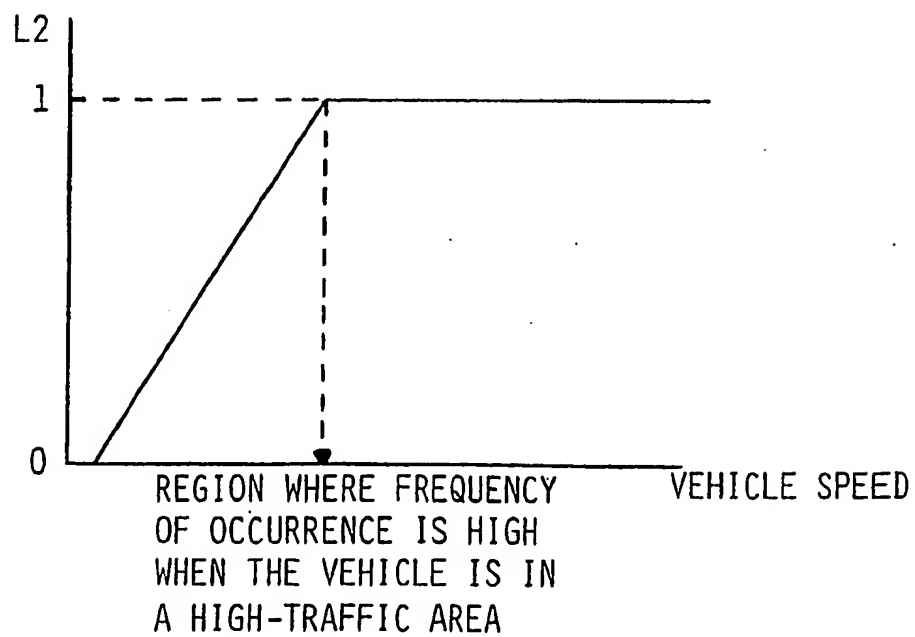 L2
1
0
REGION WHERE FREQUENCY
OF OCCURRENCE IS HIGH
WHEN THE VEHICLE IS IN
A HIGH-TRAFFIC AREA
VEHICLE SPEED